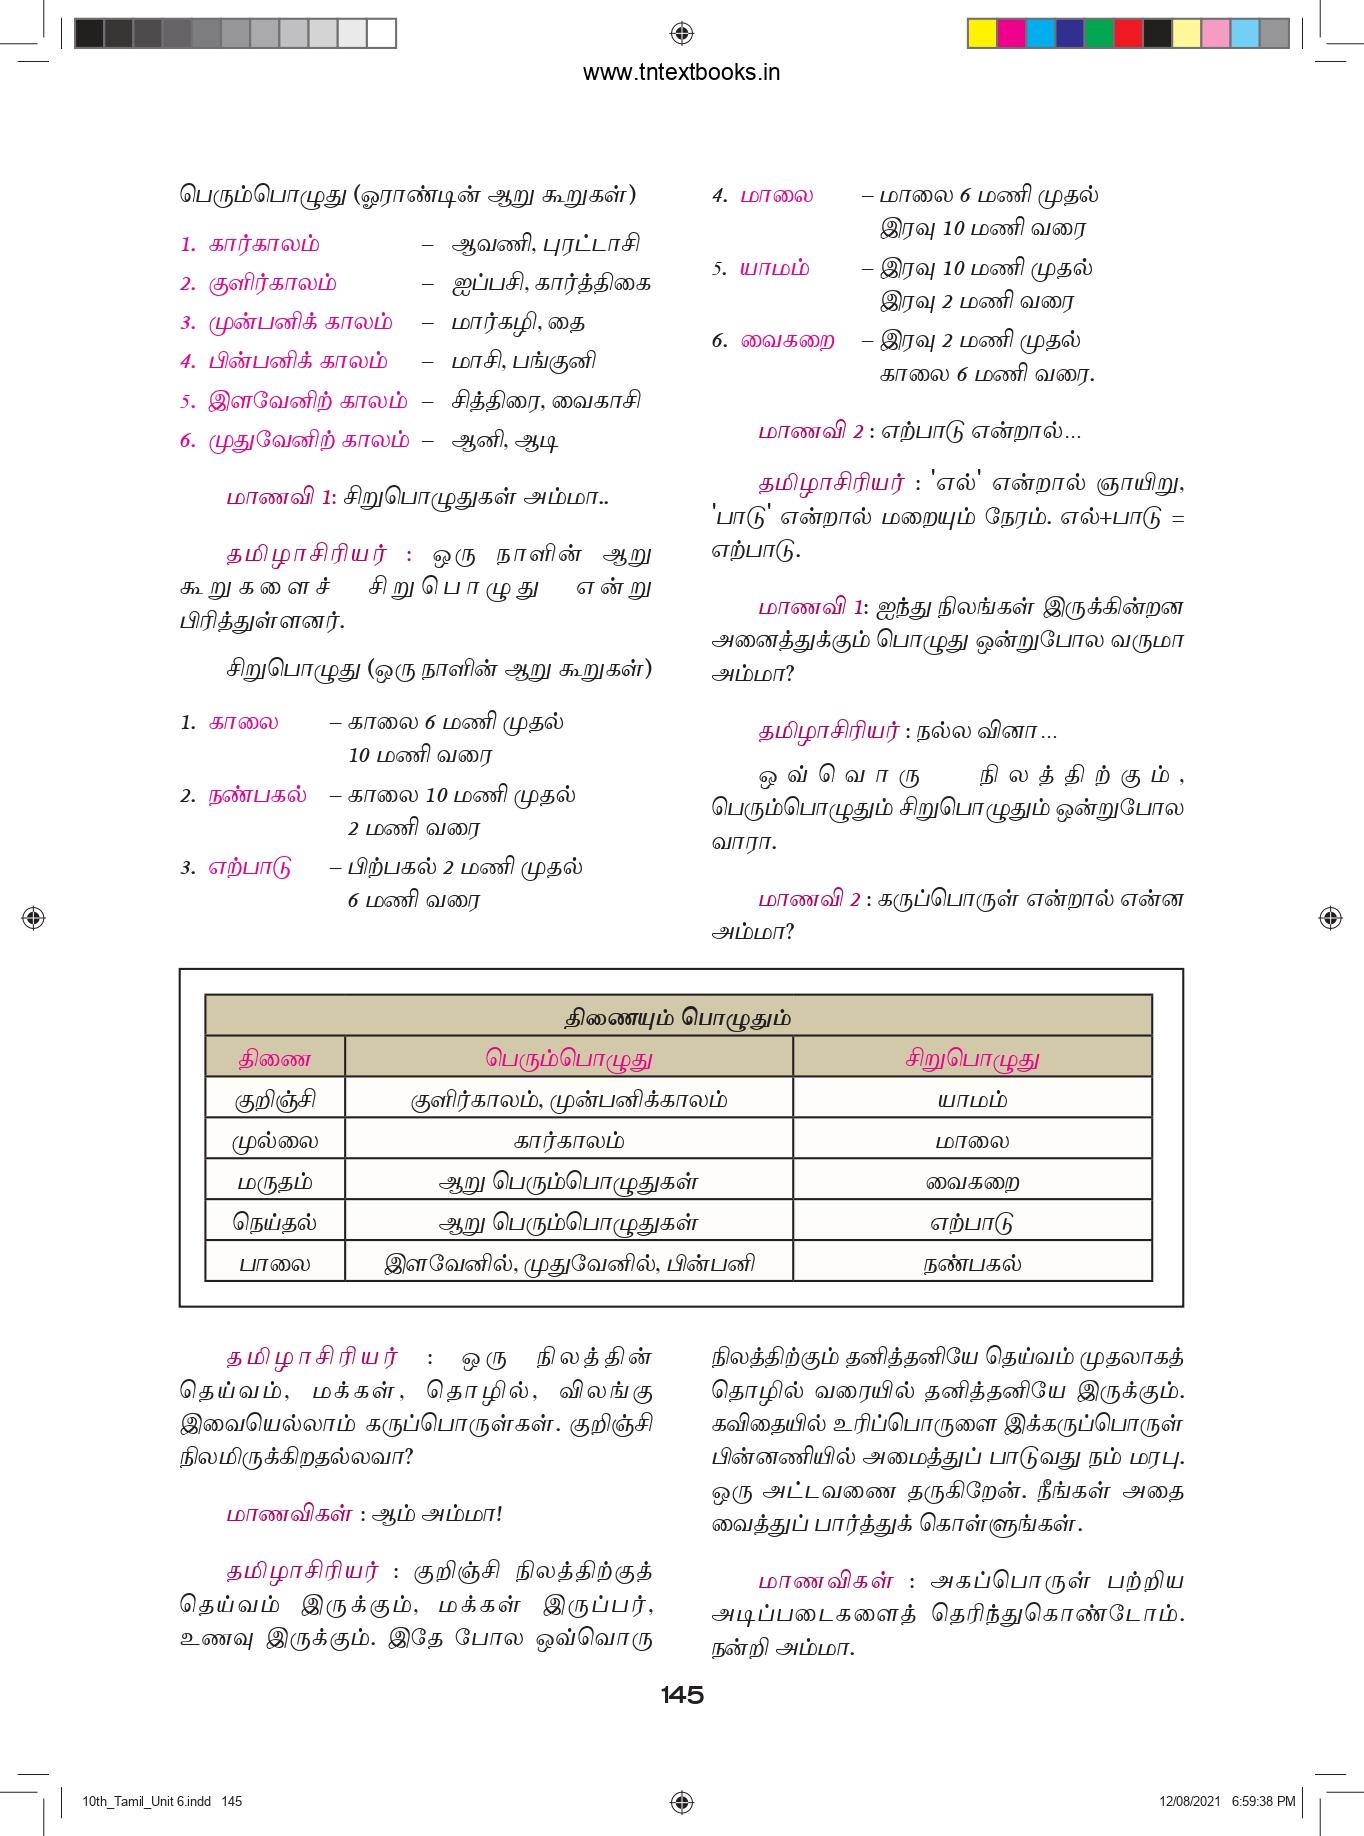 www.tntextbooks.in
பெரும்பொழுது (ஓராண்டின் ஆறு கூறுகள்)
1. கார்காலம் – ஆவணி, புரட்டாசி
2. குளிர்காலம் – ஐப்பசி, கார்த்திகை
3. முன்பனிக் காலம் – மார்கழி, தை
4. பின்பனிக் காலம் – மாசி, பங்குனி
5. இளவேனிற் காலம் – சித்திரை, வைகாசி
6. முதுவேனிற் காலம் – ஆனி, ஆடி
மாணவி 1: சிறுபொழுதுகள் அம்மா..
தமிழாசிரியர் : ஒரு நாளின் ஆறு
கூறுகளைச் சிறுபொழுது என்று
பிரித்துள்ளனர்.
சிறுபொழுது (ஒரு நாளின் ஆறு கூறுகள்)
1. காலை – காலை 6 மணி முதல்
10 மணி வரை
2. நண்பகல் – காலை 10 மணி முதல்
2 மணி வரை
3. எற்பாடு – பிற்பகல் 2 மணி முதல்
6 மணி வரை
4. மாலை – மாலை 6 மணி முதல்
இரவு 10 மணி வரை
5. யாமம் – இரவு 10 மணி முதல்
இரவு 2 மணி வரை
6. வைகறை – இரவு 2 மணி முதல்
காலை 6 மணி வரை.
மாணவி 2 : எற்பாடு என்றால்...
தமிழாசிரியர் : 'எல்' என்றால் ஞாயிறு,
'பாடு' என்றால் மறையும் நேரம். எல்+பாடு =
எற்பாடு.
மாணவி 1: ஐந்து நிலங்கள் இருக்கின்றன
அனைத்துக்கும் பொழுது ஒன்றுபோல வருமா
அம்மா?
தமிழாசிரியர் : நல்ல வினா...
ஒவ்வொரு நிலத்திற்கும்,
பெரும்பொழுதும் சிறுபொழுதும் ஒன்றுபோல
வாரா.
மாணவி 2 : கருப்பொருள் என்றால் என்ன
அம்மா?
திணையும் பொழுதும்
திணை பெரும்பொழுது சிறுபொழுது
குறிஞ்சி குளிர்காலம், முன்பனிக்காலம் யாமம்
முல்லை கார்காலம் மாலை
மருதம் ஆறு பெரும்பொழுதுகள் வைகறை
நெய்தல் ஆறு பெரும்பொழுதுகள் எற்பாடு
பாலை இளவேனில், முதுவேனில், பின்பனி நண்பகல்
தமிழாசிரியர் : ஒரு நிலத்தின்
தெய்வம், மக்கள், தொழில், விலங்கு
இவையெல்லாம் கருப்பொருள்கள். குறிஞ்சி
நிலமிருக்கிறதல்லவா?
மாணவிகள் : ஆம் அம்மா!
தமிழாசிரியர் : குறிஞ்சி நிலத்திற்குத்
தெய்வம் இருக்கும், மக்கள் இருப்பர்,
உணவு இருக்கும். இதே போல ஒவ்வொரு
நிலத்திற்கும் தனித்தனியே தெய்வம் முதலாகத்
தொழில் வரையில் தனித்தனியே இருக்கும்.
கவிதையில் உரிப்பொருளை இக்கருப்பொருள்
பின்னணியில் அமைத்துப் பாடுவது நம் மரபு.
ஒரு அட்டவணை தருகிறேன். நீங்கள் அதை
வைத்துப் பார்த்துக் கொள்ளுங்கள்.
மாணவிகள் : அகப்பொருள் பற்றிய
அடிப்படைகளைத் தெரிந்துகொண்டோம்.
நன்றி அம்மா.
145
10th_Tamil_Unit 6.indd 145 12/08/2021 6:59:38 PM